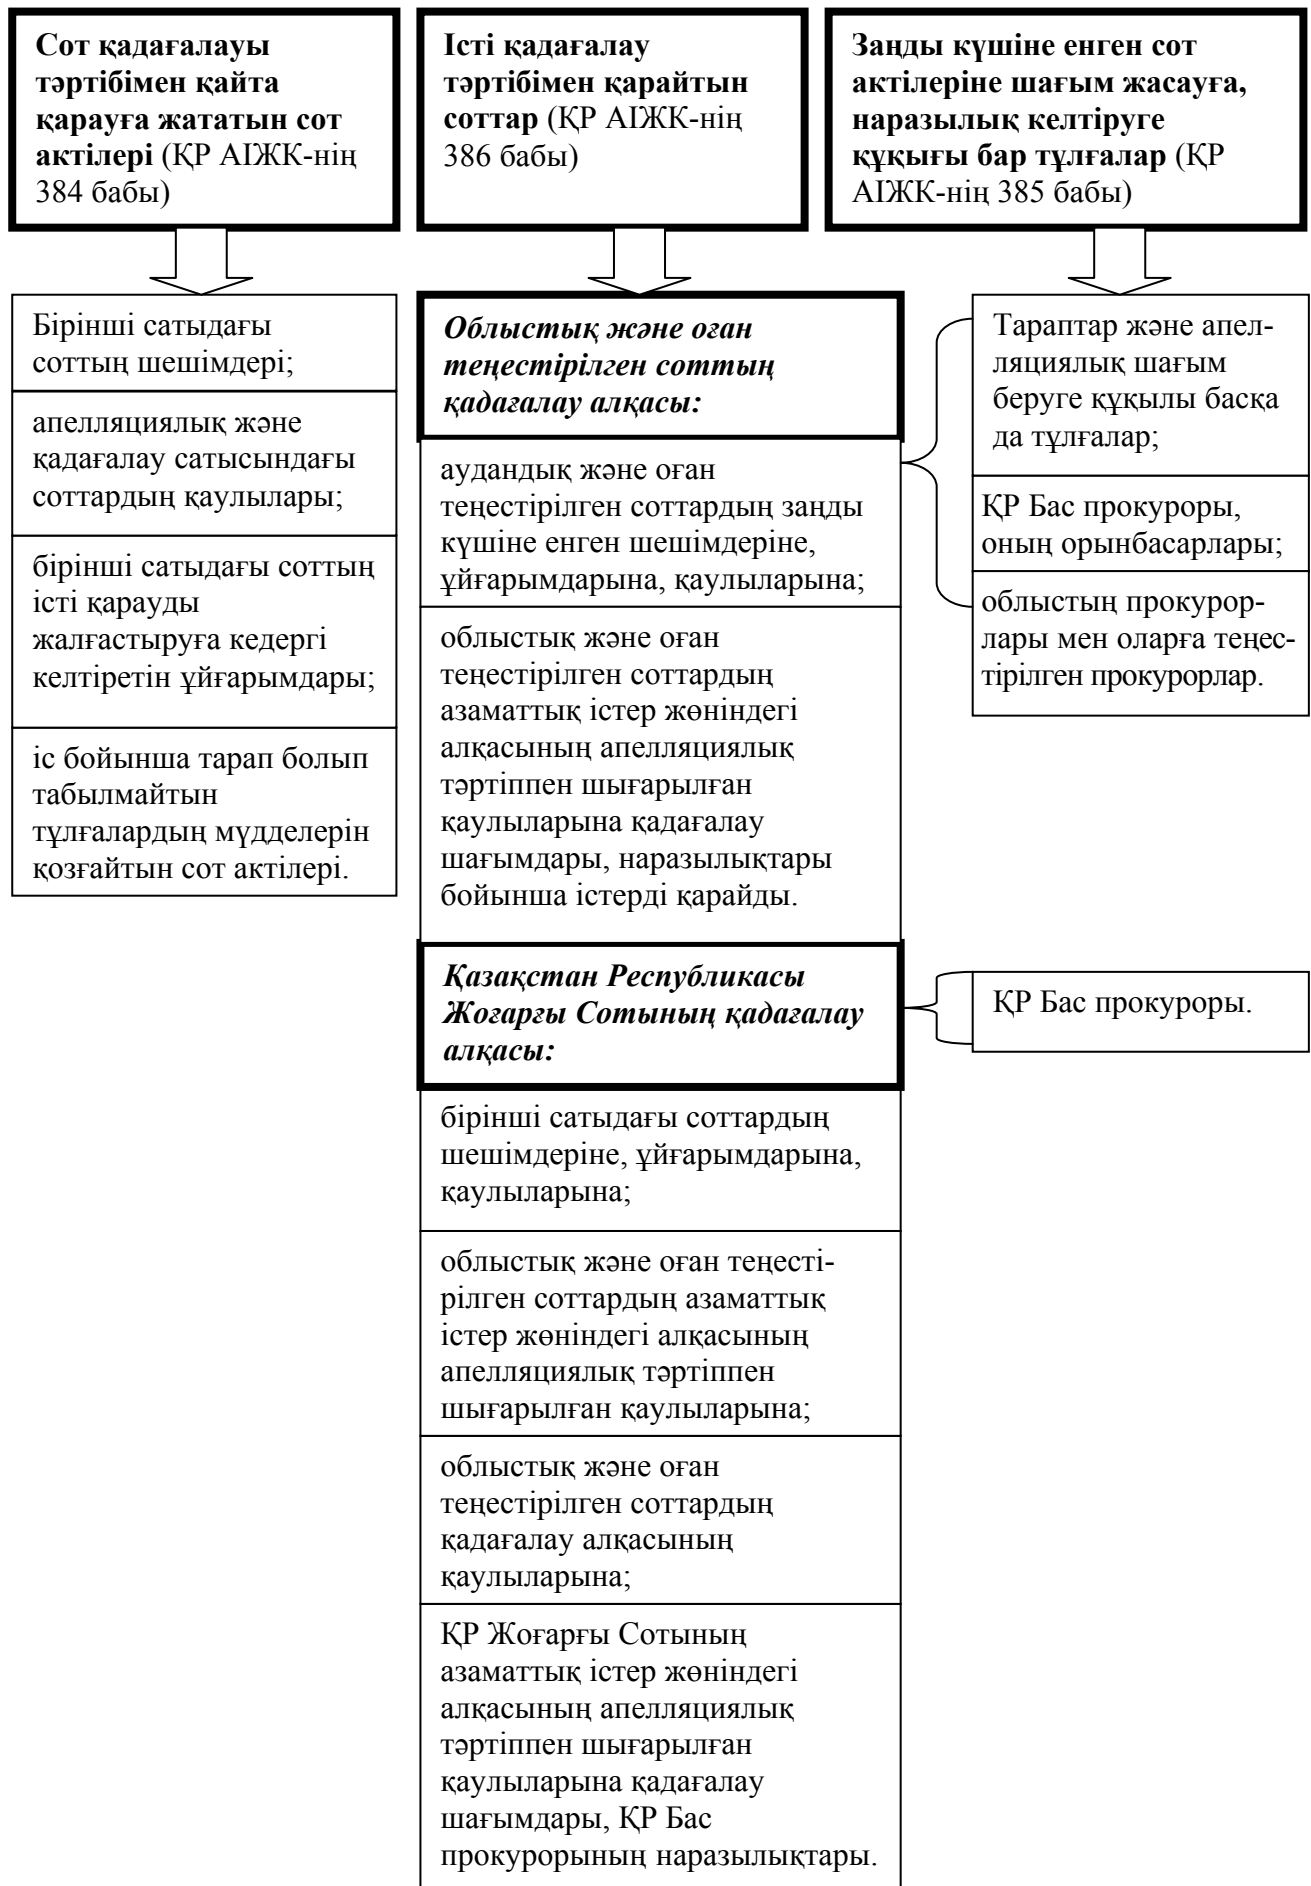 Сот қадағалауы
тәртібімен қайта
қарауға жататын сот
актілері (ҚР АІЖК-нің
384 бабы)
Істі қадағалау
тәртібімен қарайтын
соттар (ҚР АІЖК-нің
386 бабы)
Заңды күшіне енген сот
актілеріне шағым жасауға,
наразылық келтіруге
құқығы бар тұлғалар (ҚР
АІЖК-нің 385 бабы)
Бірінші сатыдағы
соттың шешімдері;
апелляциялық және
қадағалау сатысындағы
соттардың қаулылары;
бірінші сатыдағы соттың
істі қарауды
жалғастыруға кедергі
келтіретін ұйғарымдары;
іс бойынша тарап болып
табылмайтын
тұлғалардың мүдделерін
қозғайтын сот актілері.
Облыстық және оған
теңестірілген соттың
қадағалау алқасы:
аудандық және оған
теңестірілген соттардың заңды
күшіне енген шешімдеріне,
ұйғарымдарына, қаулыларына;
облыстық және оған
теңестірілген соттардың
азаматтық істер жөніндегі
алқасының апелляциялық
тәртіппен шығарылған
қаулыларына қадағалау
шағымдары, наразылықтары
бойынша істерді қарайды.
Қазақстан Республикасы
Жоғарғы Сотының қадағалау
алқасы:
бірінші сатыдағы соттардың
шешімдеріне, ұйғарымдарына,
қаулыларына;
облыстық және оған теңесті-
рілген соттардың азаматтық
істер жөніндегі алқасының
апелляциялық тәртіппен
шығарылған қаулыларына;
облыстық және оған
теңестірілген соттардың
қадағалау алқасының
қаулыларына;
ҚР Жоғарғы Сотының
азаматтық істер жөніндегі
алқасының апелляциялық
тәртіппен шығарылған
қаулыларына қадағалау
шағымдары, ҚР Бас
прокурорының наразылықтары.
Тараптар және апел-
ляциялық шағым
беруге құқылы басқа
да тұлғалар;
ҚР Бас прокуроры,
оның орынбасарлары;
облыстың прокурор-
лары мен оларға теңес-
тірілген прокурорлар.
ҚР Бас прокуроры.